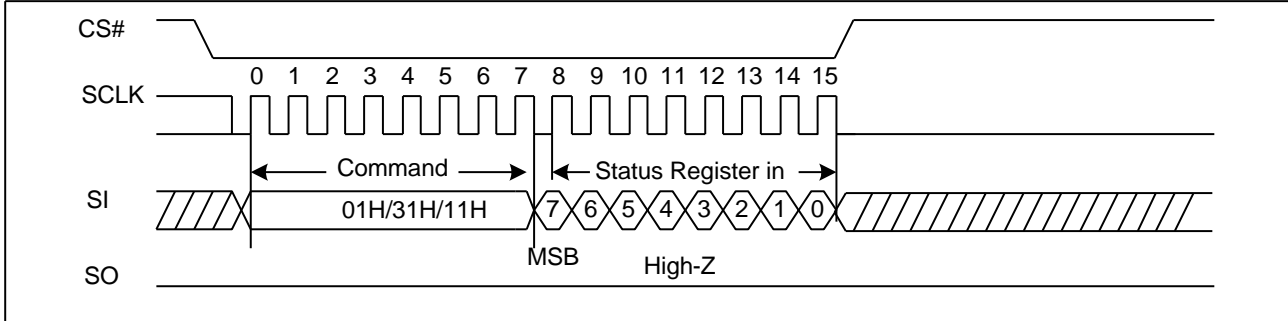 CS#
0 1 2 3 4 5 6 7 8 9 10 11 12 13 14 15
SCLK
Command
Status Register in
SI
01H/31H/11H
7 6 5 4 3 2 1 0
MSB
High-Z
SO